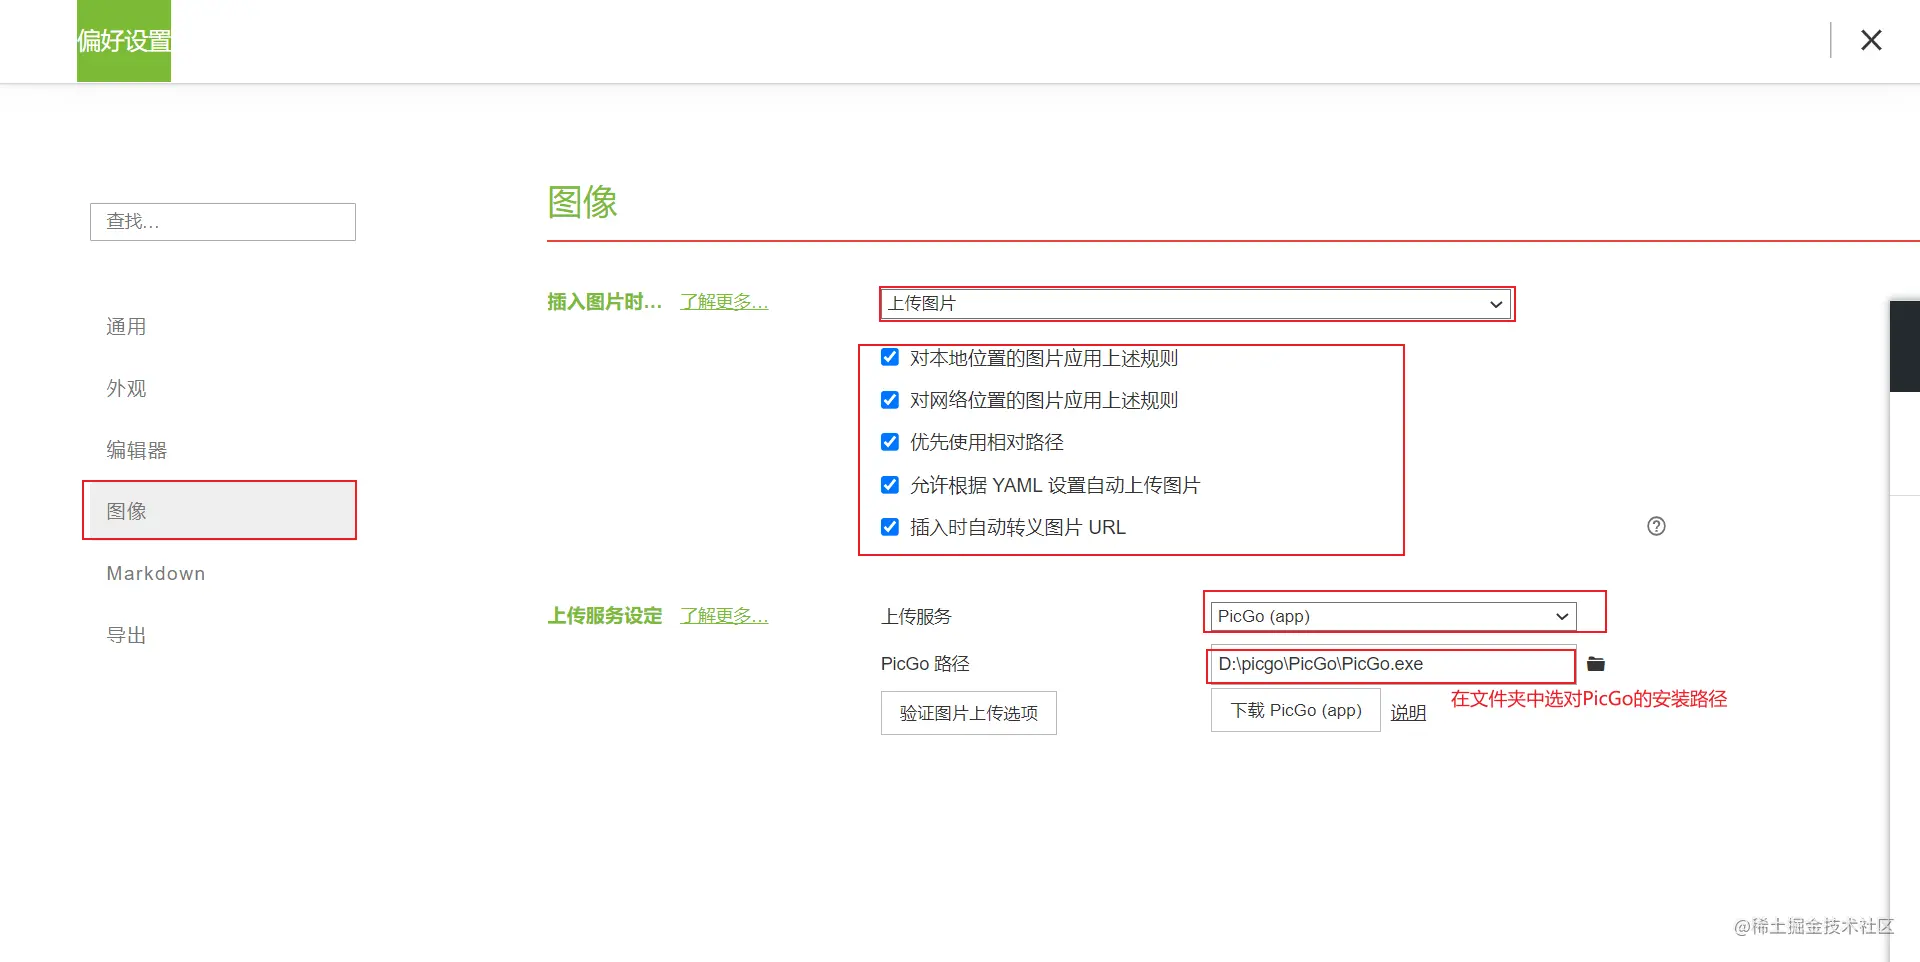 偏好设置
查找...
通用
外观
编辑器
图像
Markdown
导出
图像
插入图片时... 了解更多... 上传图片
对本地位置的图片应用上述规则
对网络位置的图片应用上述规则
优先使用相对路径
允许根据 YAML 设置自动上传图片
插入时自动转义图片 URL
上传服务设定 了解更多... 上传服务 PicGo (app)
PicGo 路径 D:\picgo\PicGo\PicGo.exe
验证图片上传选项 下载 PicGo (app) 说明 在文件夹中选对PicGo的安装路径
@稀土掘金技术社区